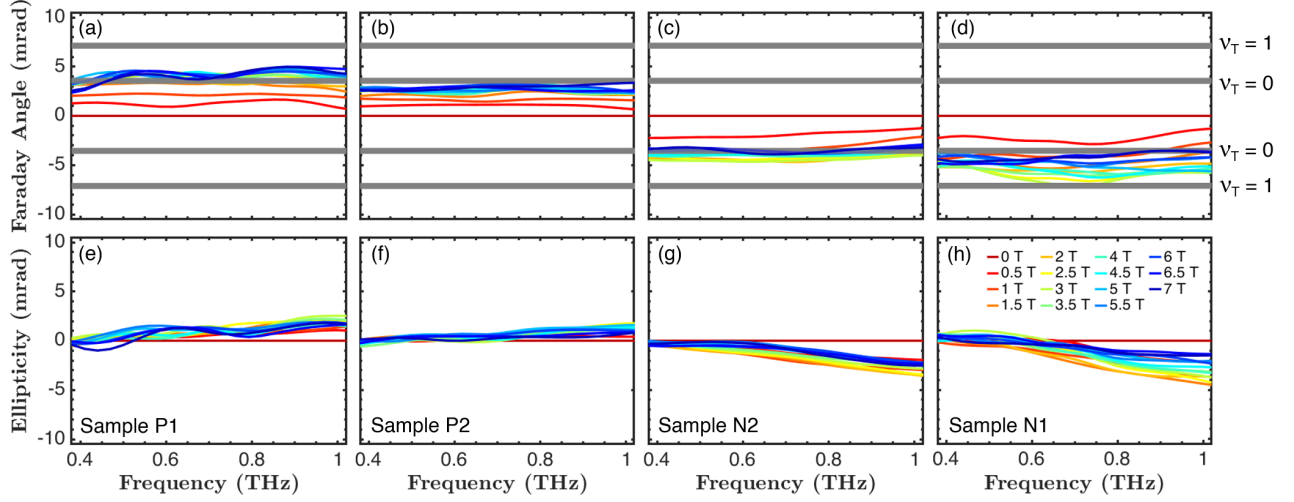 (a) (b) (c) (d)
Faraday Angle (mrad)
10
5
0
-5
-10
νT = 1
νT = 0
νT = 0
νT = 1
(e) (f) (g) (h)
Ellipticity (mrad)
10
5
0
-5
-10
0 T 2 T 4 T 6 T
0.5 T 2.5 T 4.5 T 6.5 T
1 T 3 T 5 T 7 T
1.5 T 3.5 T 5.5 T
Sample P1 Sample P2 Sample N2 Sample N1
0.4 0.6 0.8 1 0.4 0.6 0.8 1 0.4 0.6 0.8 1 0.4 0.6 0.8 1
Frequency (THz) Frequency (THz) Frequency (THz) Frequency (THz)